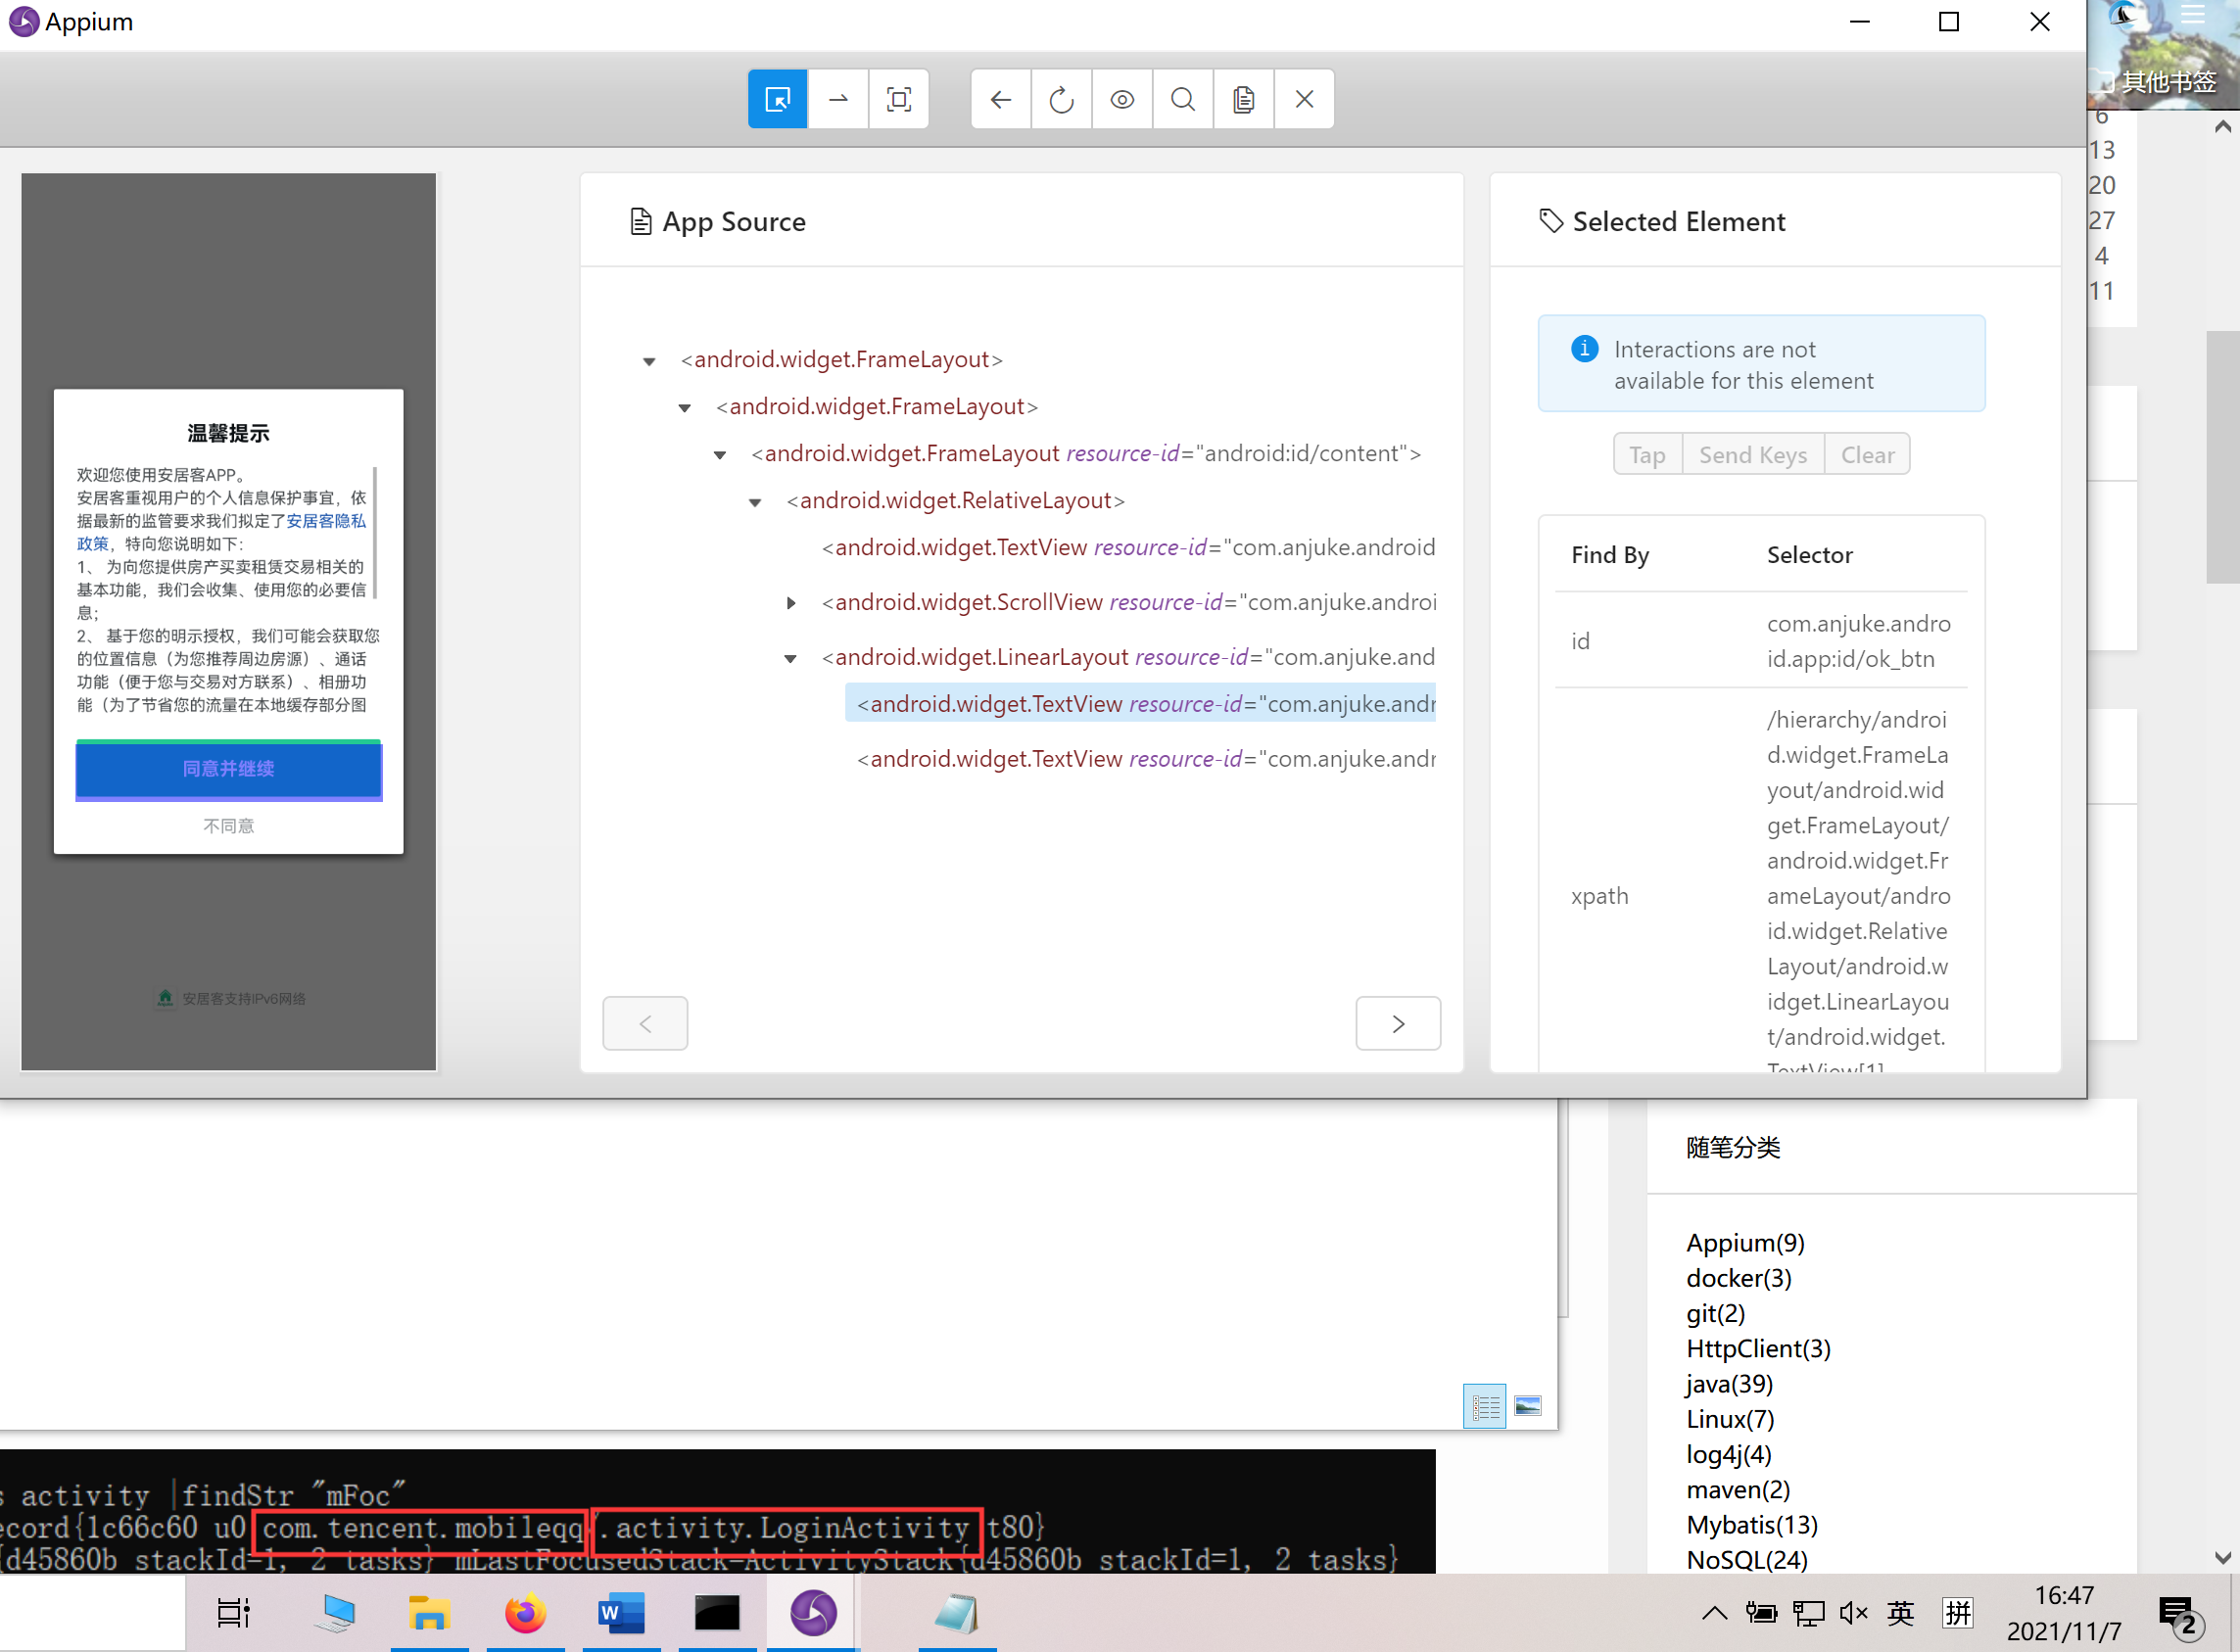 Appium
其他书签
6
13
20
27
4
11
温馨提示
欢迎您使用安居客APP。
安居客重视用户的个人信息保护事宜，依
据最新的监管要求我们拟定了安居客隐私
政策，特向您说明如下：
1、 为向您提供房产买卖租赁交易相关的
基本功能，我们会收集、使用您的必要信
息；
2、 基于您的明示授权，我们可能会获取您
的位置信息（为您推荐周边房源）、通话
功能（便于您与交易对方联系）、相册功
能（为了节省您的流量在本地缓存部分图
同意并继续
不同意
安居客支持IPv6网络
App Source
<android.widget.FrameLayout>
<android.widget.FrameLayout>
<android.widget.FrameLayout resource-id="android:id/content">
<android.widget.RelativeLayout>
<android.widget.TextView resource-id="com.anjuke.android
<android.widget.ScrollView resource-id="com.anjuke.androi
<android.widget.LinearLayout resource-id="com.anjuke.and
<android.widget.TextView resource-id="com.anjuke.andr
<android.widget.TextView resource-id="com.anjuke.andr
Selected Element
Interactions are not
available for this element
Tap
Send Keys
Clear
Find By
Selector
id
com.anjuke.andro
id.app:id/ok_btn
xpath
/hierarchy/androi
d.widget.FrameLa
yout/android.wid
get.FrameLayout/
android.widget.Fr
ameLayout/andro
id.widget.Relative
Layout/android.w
idget.LinearLayou
t/android.widget.
TextView[1]
随笔分类
Appium(9)
docker(3)
git(2)
HttpClient(3)
java(39)
Linux(7)
log4j(4)
maven(2)
Mybatis(13)
NoSQL(24)
s activity |findStr "mFoc"
ecord{1c66c60 u0 com.tencent.mobileqq/.activity.LoginActivity t80}
{d45860b stackId=1, 2 tasks} mLastFocusedStack=ActivityStack{d45860b stackId=1, 2 tasks}
英
拼
16:47
2021/11/7
2